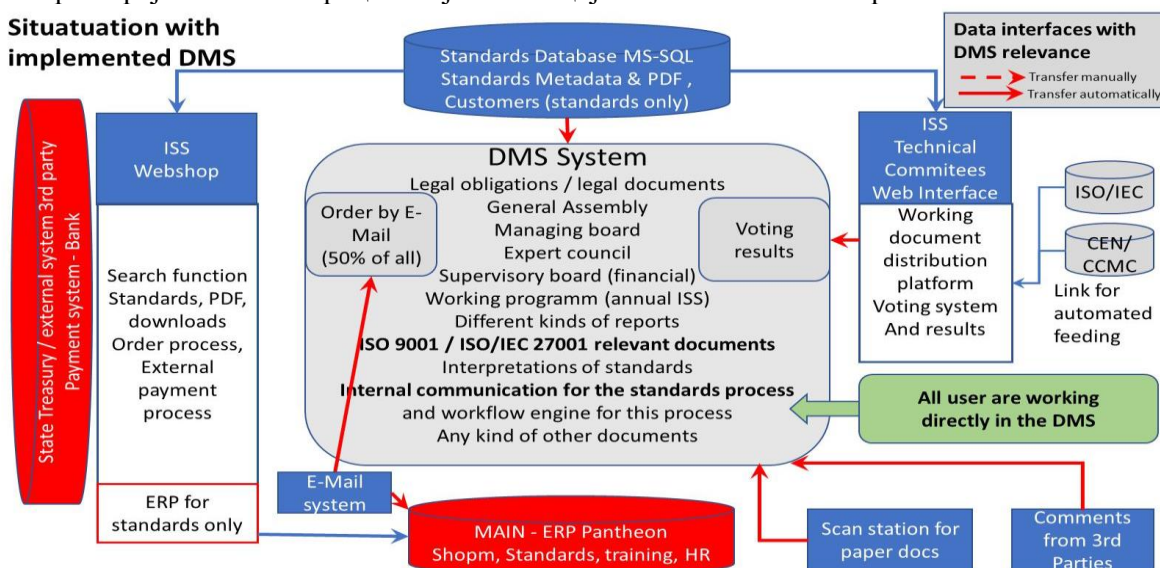 Situatuation with
implemented DMS
Standards Database MS-SQL
Standards Metadata & PDF ,
Customers (standards only)
Data interfaces with
DMS relevance
Transfer manually
Transfer automatically
State Treasury / external system 3rd party
Payment system - Bank
ISS
Webshop
Search function
Standards, PDF,
downloads
Order process,
External
payment
process
ERP for
standards only
DMS System
Legal obligations / legal documents
General Assembly
Managing board
Expert council
Supervisory board (financial)
Working programm (annual ISS)
Different kinds of reports
ISO 9001 / ISO/IEC 27001 relevant documents
Interpretations of standards
Internal communication for the standards process
and workflow engine for this process
Any kind of other documents
Order by E-
Mail
(50% of all)
Voting
results
ISS
Technical
Commitees
Web Interface
Working
document
distribution
platform
Voting system
And results
ISO/IEC
CEN/
CCMC
Link for
automated
feeding
All user are working
directly in the DMS
E-Mail
system
MAIN - ERP Pantheon
Shopm, Standards, training, HR
Scan station for
paper docs
Comments
from 3rd
Parties